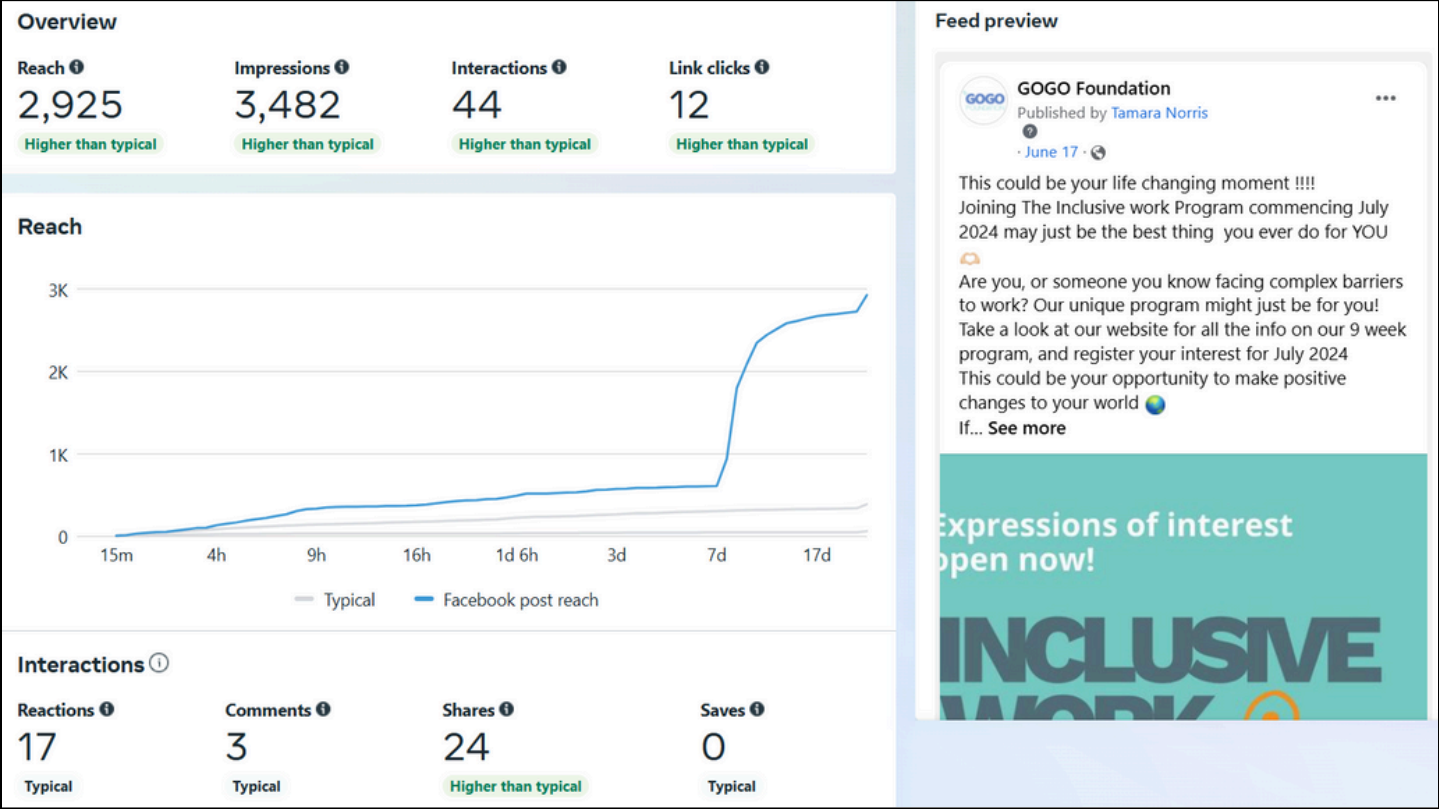 Overview
Reach
Impressions
Interactions
Link clicks
2,925
3,482
44
12
Higher than typical
Higher than typical
Higher than typical
Higher than typical
Reach
3K
2K
1K
0
15m
4h
9h
16h
1d 6h
3d
7d
17d
Typical
Facebook post reach
Interactions
Reactions
Comments
Shares
Saves
17
3
24
0
Typical
Typical
Higher than typical
Typical
Feed preview
GOGO
GOGO Foundation
Published by Tamara Norris
· June 17 ·
This could be your life changing moment !!!!
Joining The Inclusive work Program commencing July
2024 may just be the best thing you ever do for YOU
Are you, or someone you know facing complex barriers
to work? Our unique program might just be for you!
Take a look at our website for all the info on our 9 week
program, and register your interest for July 2024
This could be your opportunity to make positive
changes to your world
If... See more
Expressions of interest
open now!
INCLUSIVE
WORK